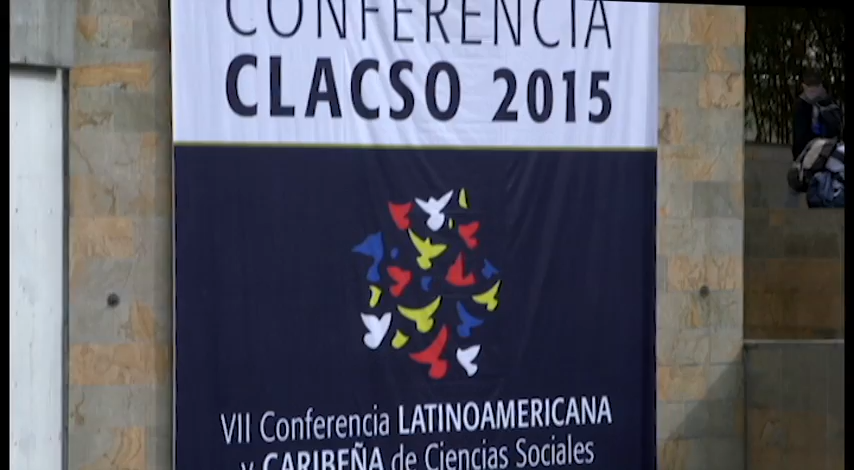 CONFERENCIA
CLACSO 2015
VII Conferencia LATINOAMERICANA
y CARIBEÑA de Ciencias Sociales